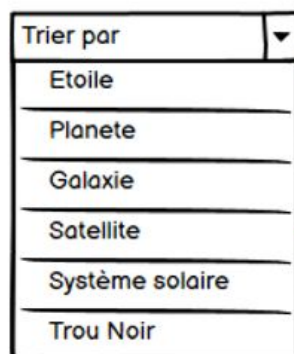 Trier par
Etoile
Planete
Galaxie
Satellite
Système solaire
Trou Noir